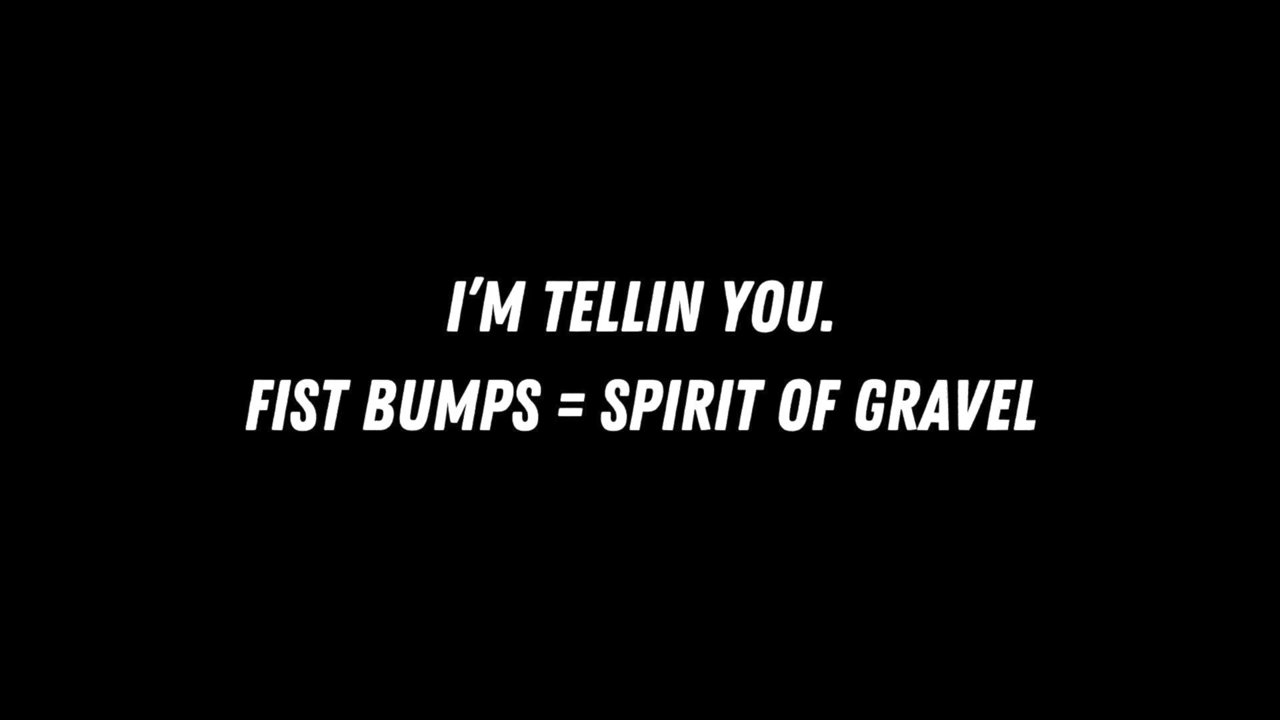 I'M TELLIN YOU.
FIST BUMPS = SPIRIT OF GRAVEL